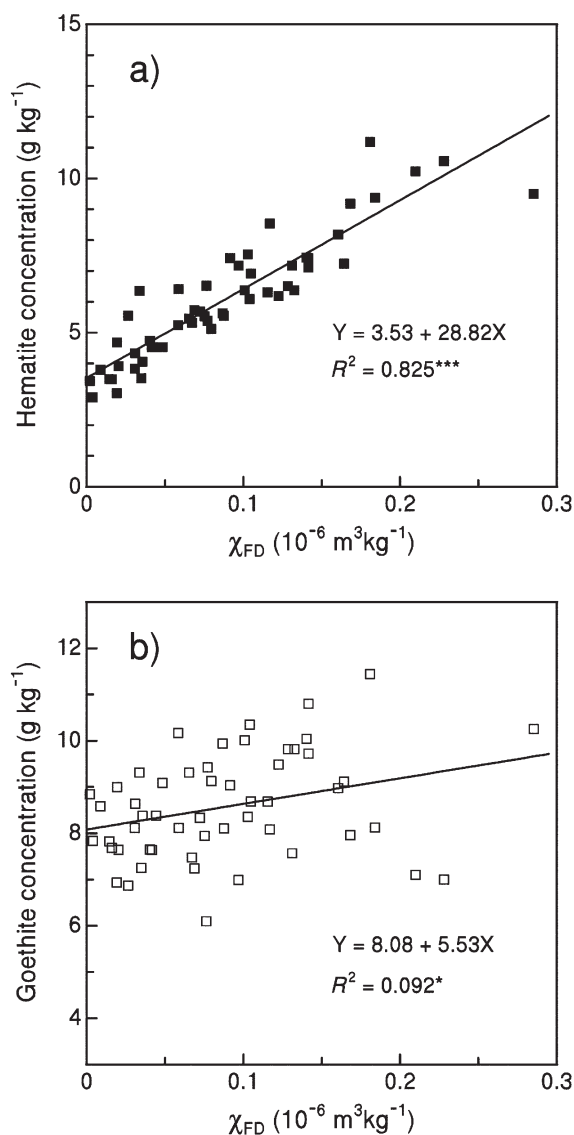 a)
15
10
5
0
Hematite concentration (g kg⁻¹)
Y = 3.53 + 28.82X
R² = 0.825***
0 0.1 0.2 0.3
χFD (10⁻⁶ m³kg⁻¹)
b)
12
10
8
6
4
Goethite concentration (g kg⁻¹)
Y = 8.08 + 5.53X
R² = 0.092*
0 0.1 0.2 0.3
χFD (10⁻⁶ m³kg⁻¹)